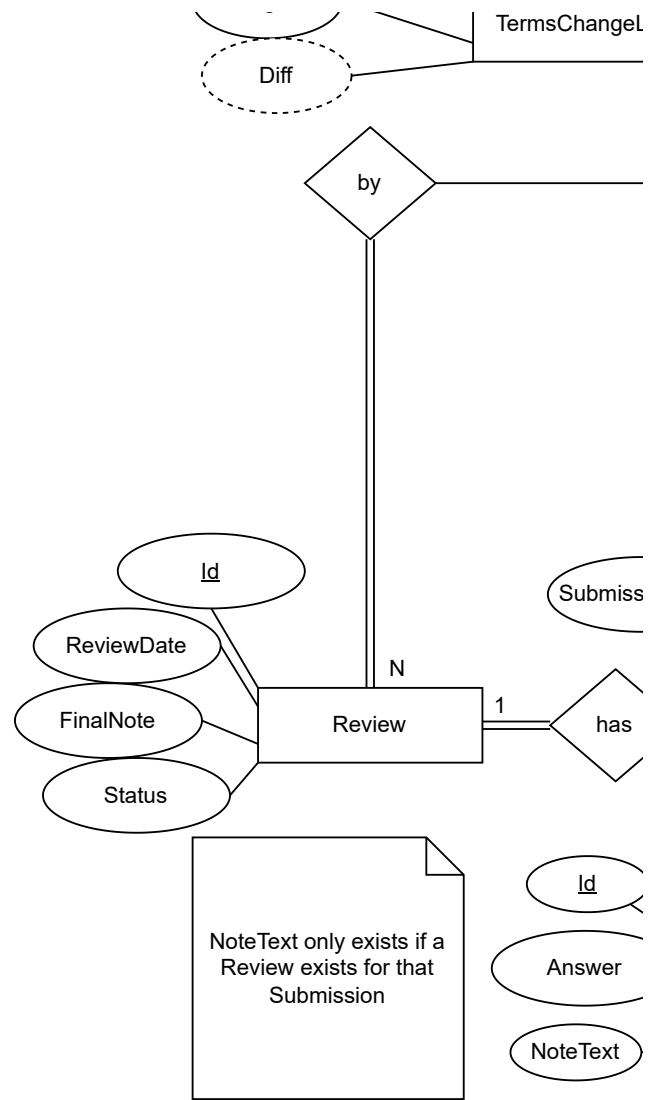 TermsChangeL
Diff
by
Id
Submiss
ReviewDate
N
1
FinalNote
Review
has
Status
Id
NoteText only exists if a
Review exists for that
Submission
Answer
NoteText